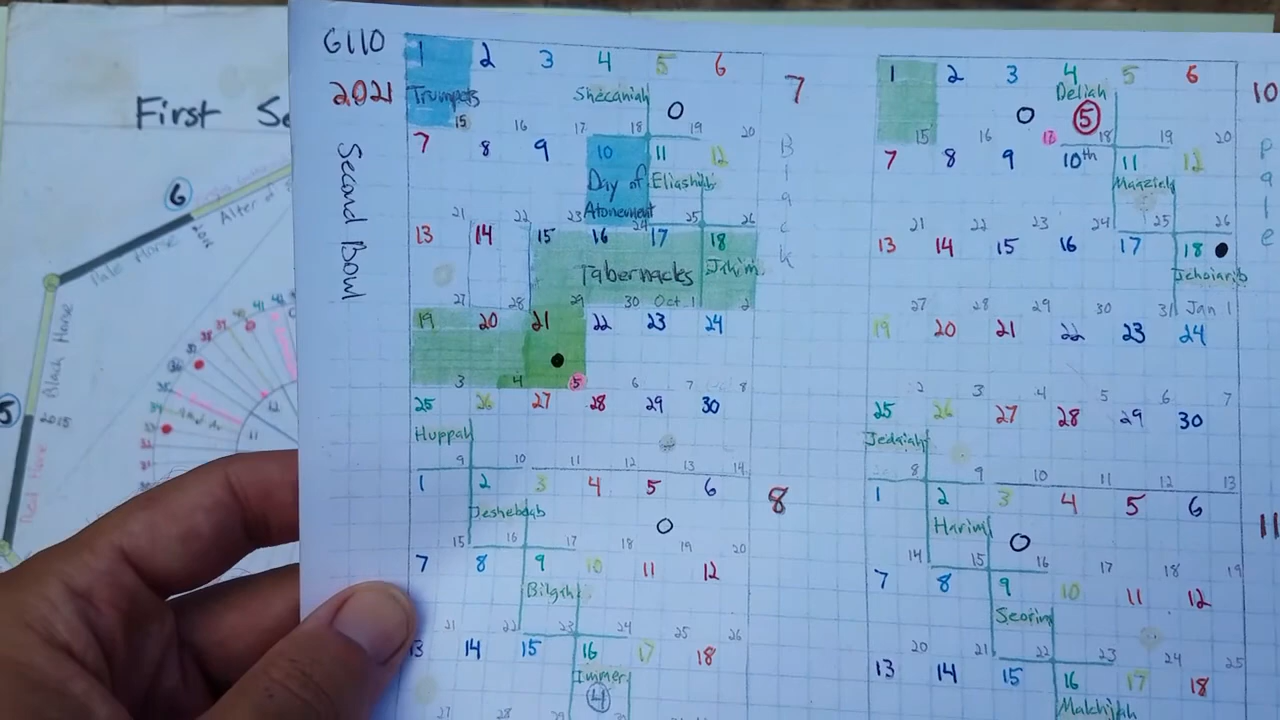 6110
2021
Second Bowl
First Se
6
Pale Horse
Black Horse
Red Horse
5
2015
1 2 3 4 5 6
7
Trumpets Shecaniah
15 16 17 18 19 20
7 8 9 10 11 12
Day of Eliashib
Atonement
21 22 23 24 25 26
13 14 15 16 17 18
Tabernacles Jakim
27 28 29 30 Oct. 1 2
19 20 21 22 23 24
3 4 5 6 7 8
25 26 27 28 29 30
Huppah
9 10 11 12 13 14
Black
1 2 3 4 5 6
8
Jeshebeab
15 16 17 18 19 20
7 8 9 10 11 12
Bilgah
21 22 23 24 25 26
13 14 15 16 17 18
Immer
4
27 28 29
1 2 3 4 5 6
10
Deliah
5
15 16 17 18 19 20
7 8 9 10th 11 12
Maaziah
21 22 23 24 25 26
13 14 15 16 17 18
Jehoiarib
27 28 29 30 31 Jan 1
19 20 21 22 23 24
2 3 4 5 6 7
25 26 27 28 29 30
Jedaiah
8 9 10 11 12 13
Pale
1 2 3 4 5 6
11
Harim
14 15 16 17 18 19
7 8 9 10 11 12
Seorim
20 21 22 23 24 25
13 14 15 16 17 18
Malchijah